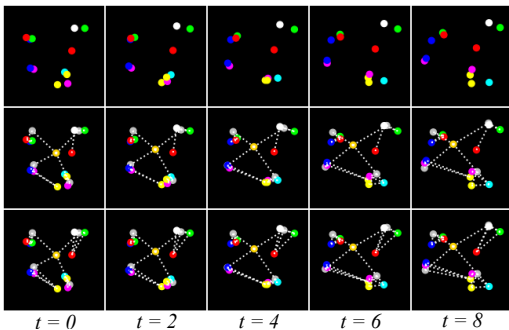 t = 0 t = 2 t = 4 t = 6 t = 8